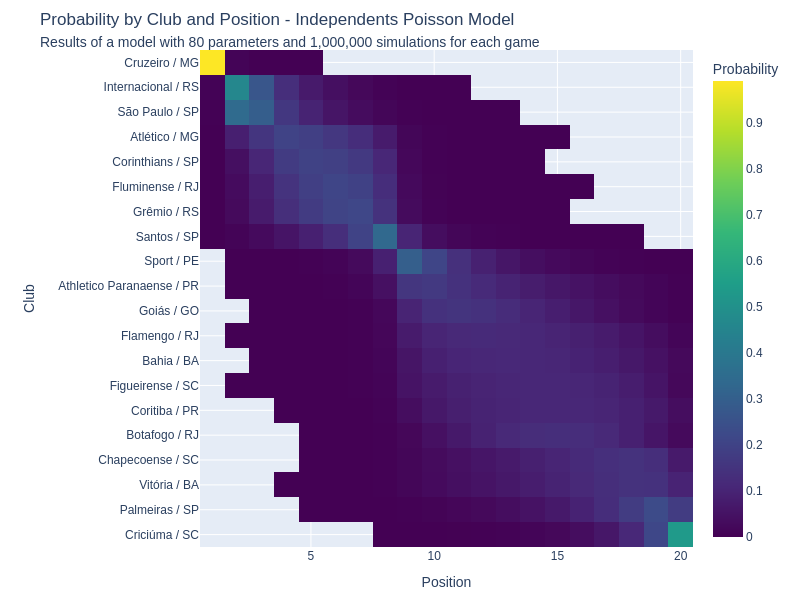 Probability by Club and Position - Independents Poisson Model
Results of a model with 80 parameters and 1,000,000 simulations for each game
Probability
Cruzeiro / MG
Internacional / RS
São Paulo / SP
Atlético / MG
Corinthians / SP
Fluminense / RJ
Grêmio / RS
Santos / SP
Sport / PE
Athletico Paranaense / PR
Goiás / GO
Flamengo / RJ
Bahia / BA
Figueirense / SC
Coritiba / PR
Botafogo / RJ
Chapecoense / SC
Vitória / BA
Palmeiras / SP
Criciúma / SC
Club
5
10
15
20
Position
0.9
0.8
0.7
0.6
0.5
0.4
0.3
0.2
0.1
0